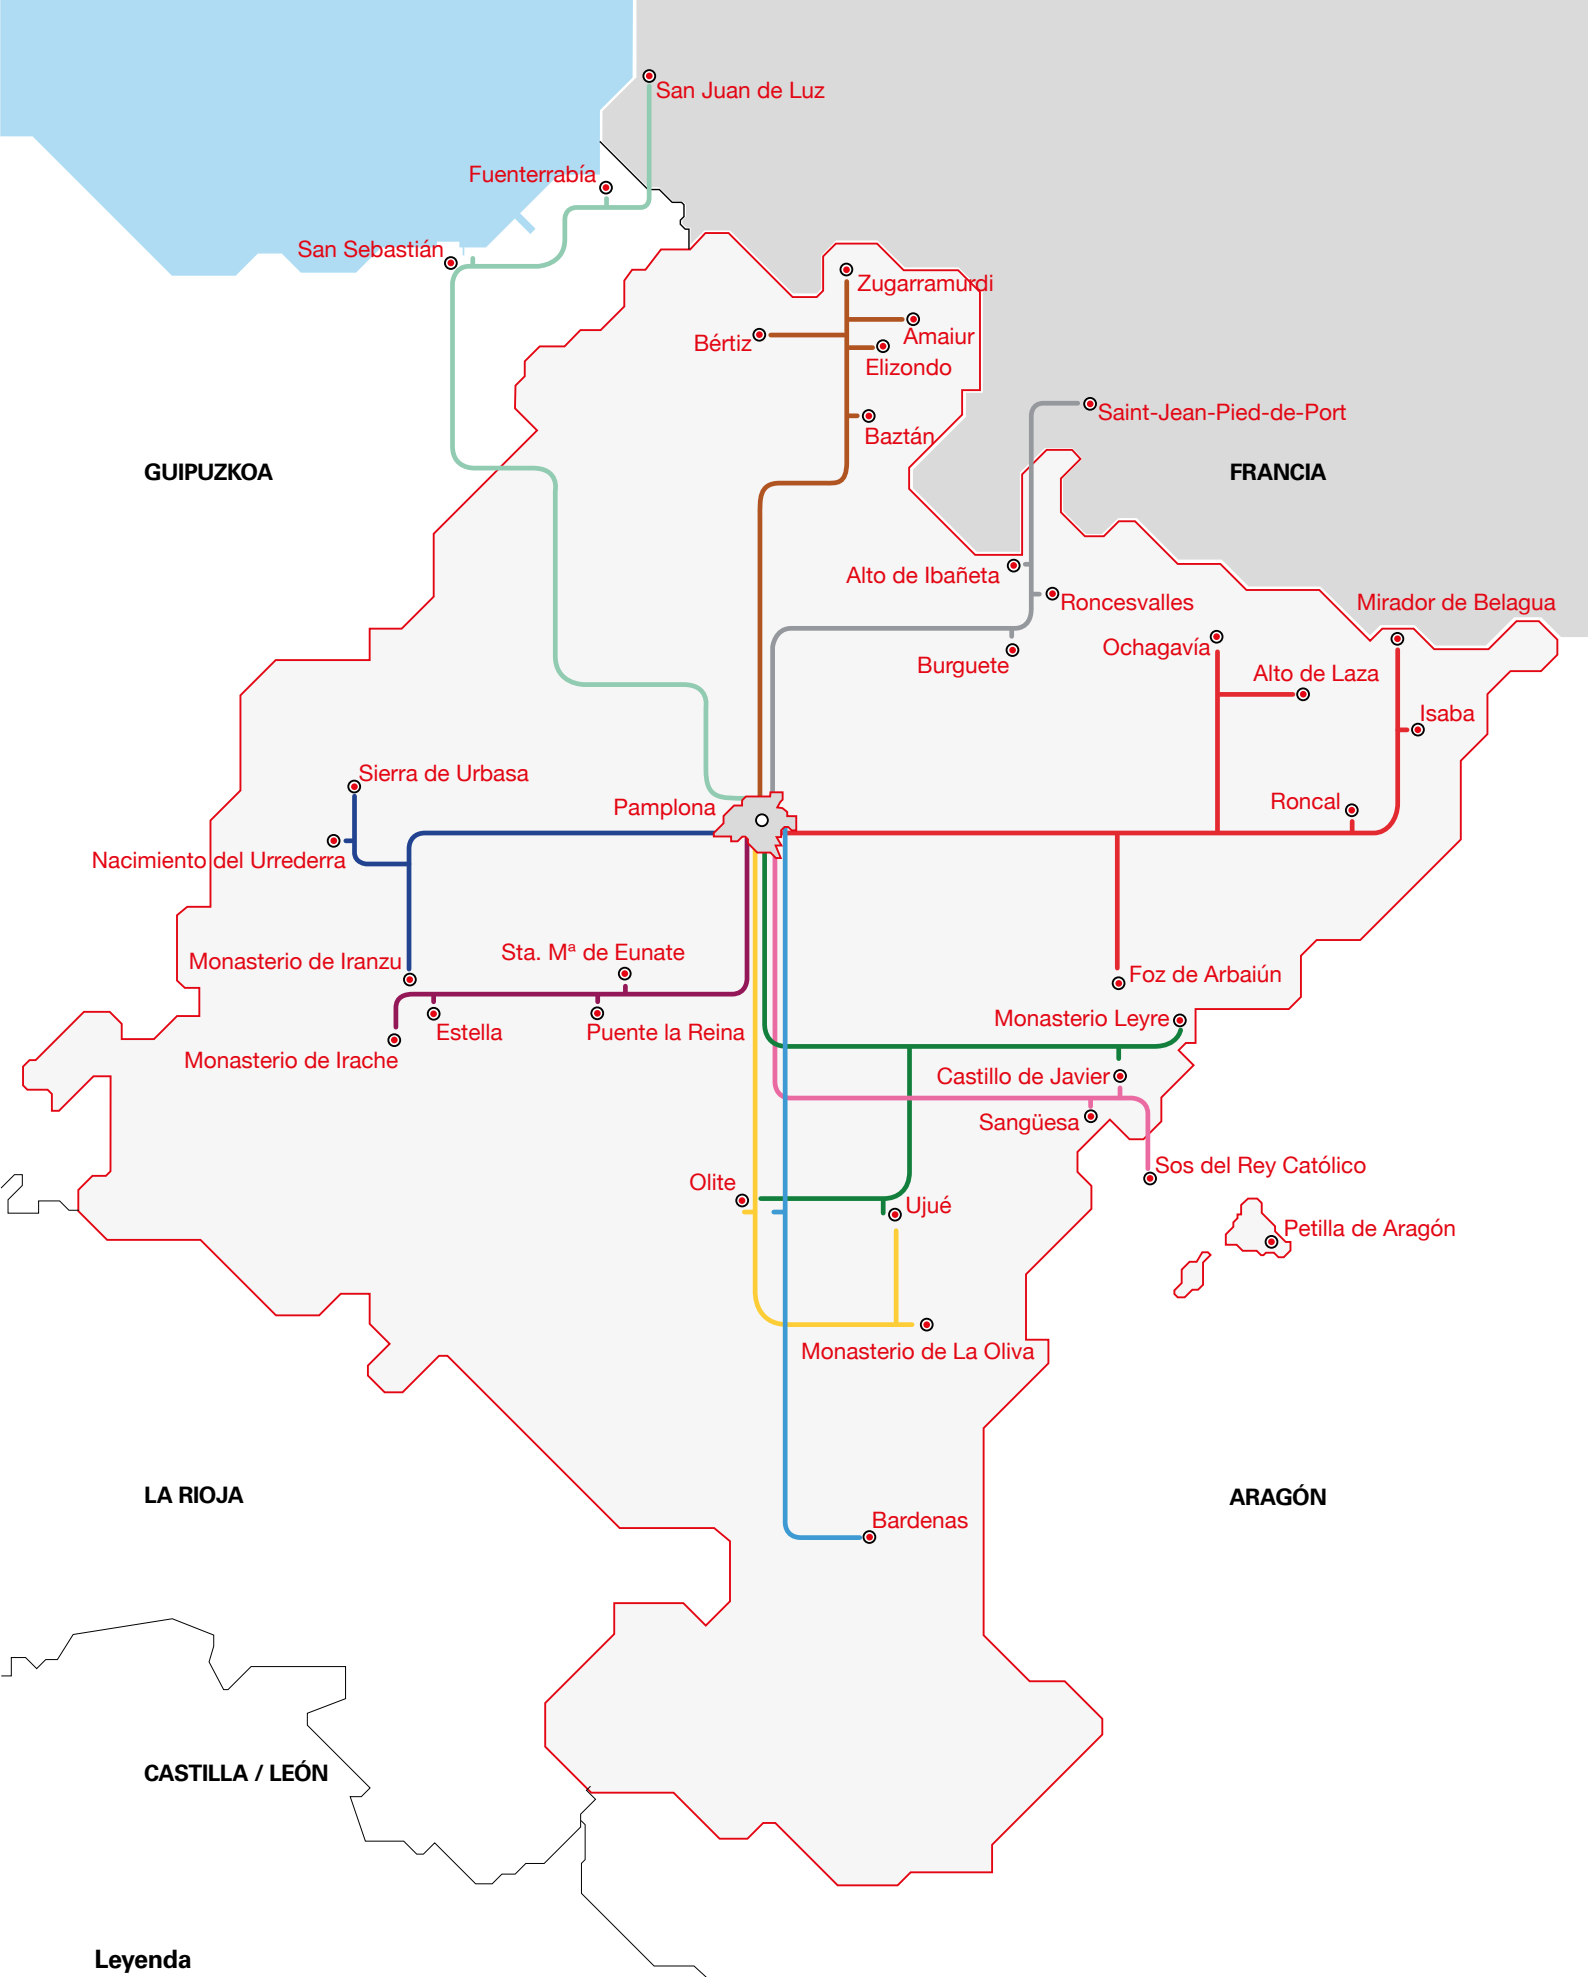 San Juan de Luz
Fuenterrabía
San Sebastián
Zugarramurdi
Amaiur
Bértiz
Elizondo
Saint-Jean-Pied-de-Port
Baztán
GUIPUZKOA
FRANCIA
Alto de Ibañeta
Roncesvalles
Mirador de Belagua
Ochagavía
Burguete
Alto de Laza
Isaba
Sierra de Urbasa
Roncal
Pamplona
Nacimiento del Urrederra
Sta. Mª de Eunate
Monasterio de Iranzu
Foz de Arbaiún
Monasterio Leyre
Estella
Puente la Reina
Monasterio de Irache
Castillo de Javier
Sangüesa
Sos del Rey Católico
Olite
Ujué
Petilla de Aragón
Monasterio de La Oliva
LA RIOJA
ARAGÓN
Bardenas
CASTILLA / LEÓN
Leyenda